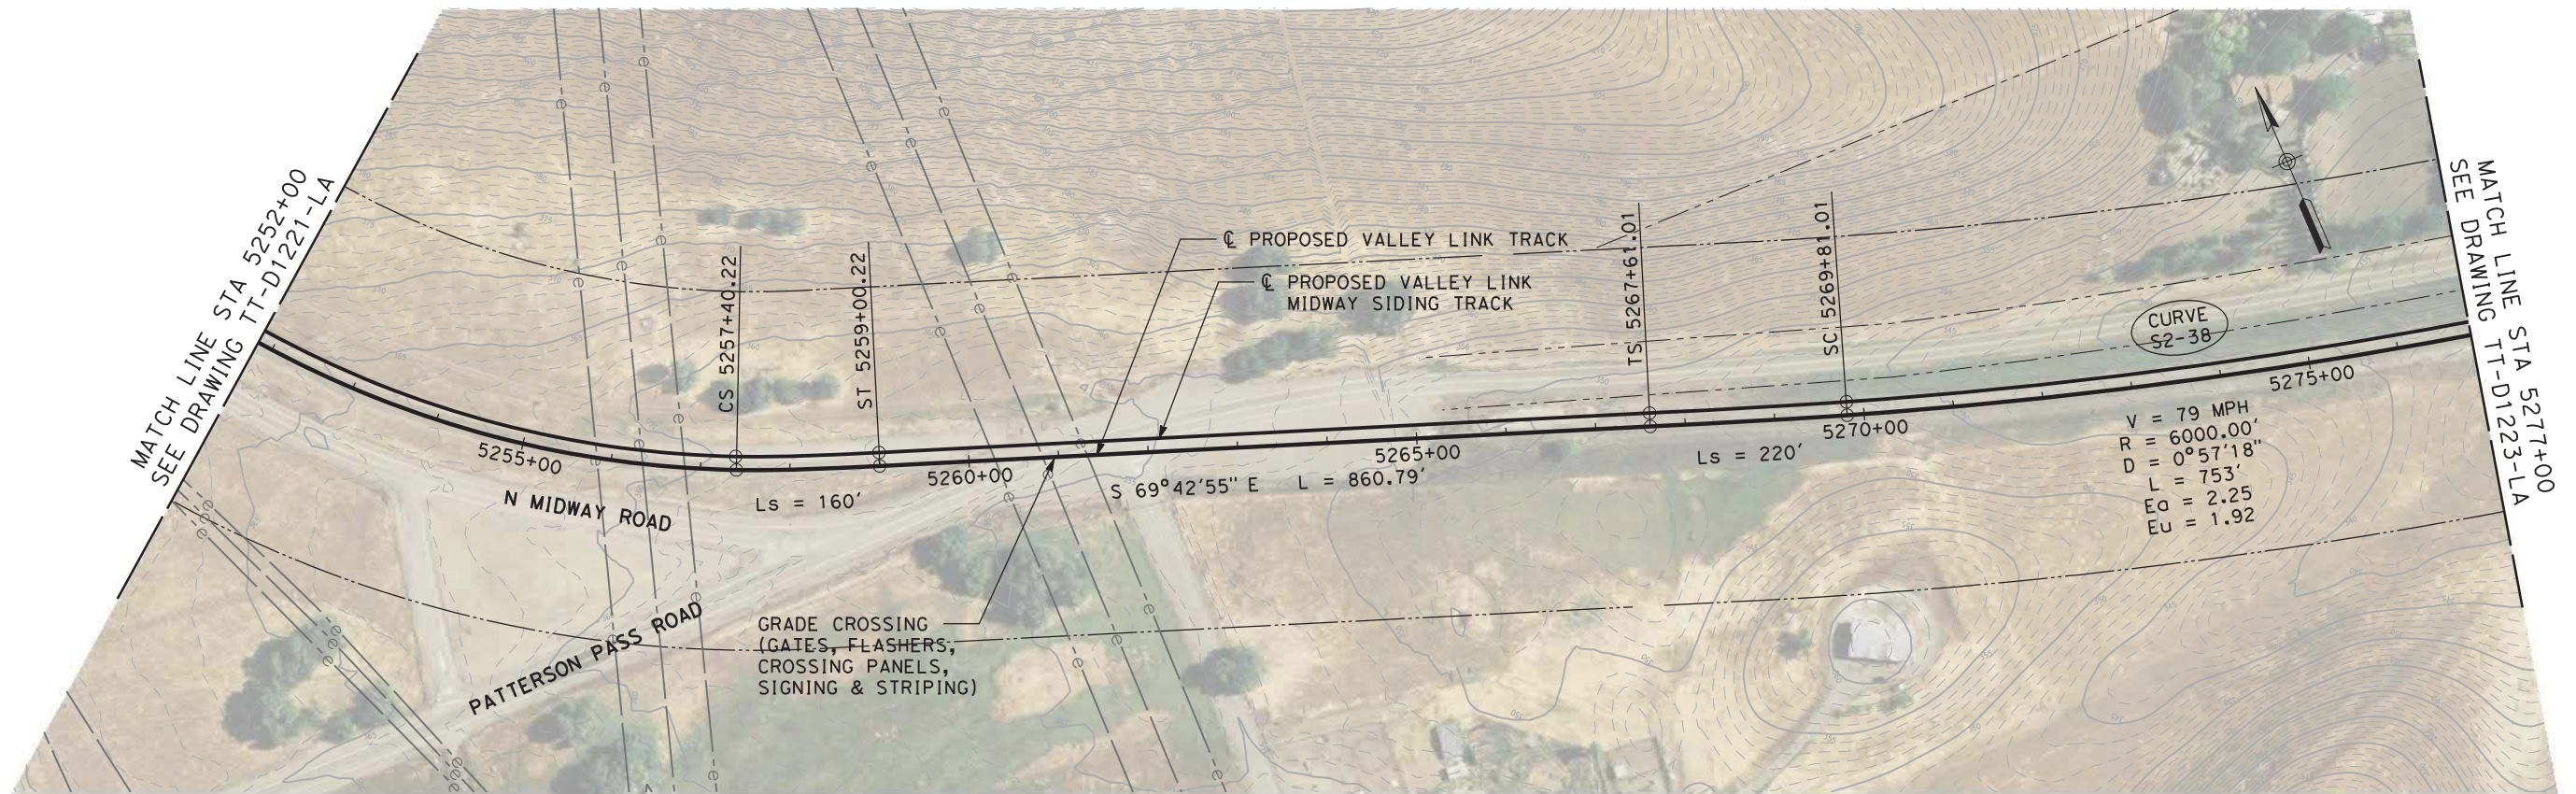 MATCH LINE STA 5252+00
SEE DRAWING TT-D1221-LA
CS 5257+40.22
ST 5259+00.22
℄ PROPOSED VALLEY LINK TRACK
℄ PROPOSED VALLEY LINK
MIDWAY SIDING TRACK
TS 5267+61.01
SC 5269+81.01
CURVE
S2-38
MATCH LINE STA 5277+00
SEE DRAWING TT-D1223-LA
5255+00
5260+00
5265+00
5270+00
5275+00
N MIDWAY ROAD
Ls = 160'
S 69°42'55" E L = 860.79'
Ls = 220'
V = 79 MPH
R = 6000.00'
D = 0°57'18"
L = 753'
Ea = 2.25
Eu = 1.92
PATTERSON PASS ROAD
GRADE CROSSING
(GATES, FLASHERS,
CROSSING PANELS,
SIGNING & STRIPING)